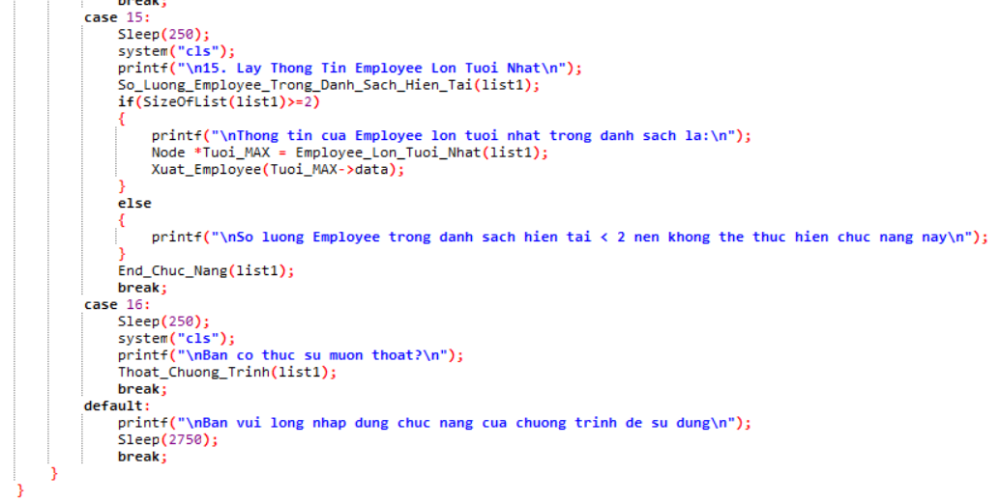 break;
case 15:
Sleep(250);
system("cls");
printf("\n15. Lay Thong Tin Employee Lon Tuoi Nhat\n");
So_Luong_Employee_Trong_Danh_Sach_Hien_Tai(list1);
if(SizeOfList(list1)>=2)
{
printf("\nThong tin cua Employee lon tuoi nhat trong danh sach la:\n");
Node *Tuoi_MAX = Employee_Lon_Tuoi_Nhat(list1);
Xuat_Employee(Tuoi_MAX->data);
}
else
{
printf("\nSo luong Employee trong danh sach hien tai < 2 nen khong the thuc hien chuc nang nay\n");
}
End_Chuc_Nang(list1);
break;
case 16:
Sleep(250);
system("cls");
printf("\nBan co thuc su muon thoat?\n");
Thoat_Chuong_Trinh(list1);
break;
default:
printf("\nBan vui long nhap dung chuc nang cua chuong trinh de su dung\n");
Sleep(2750);
break;
}
}